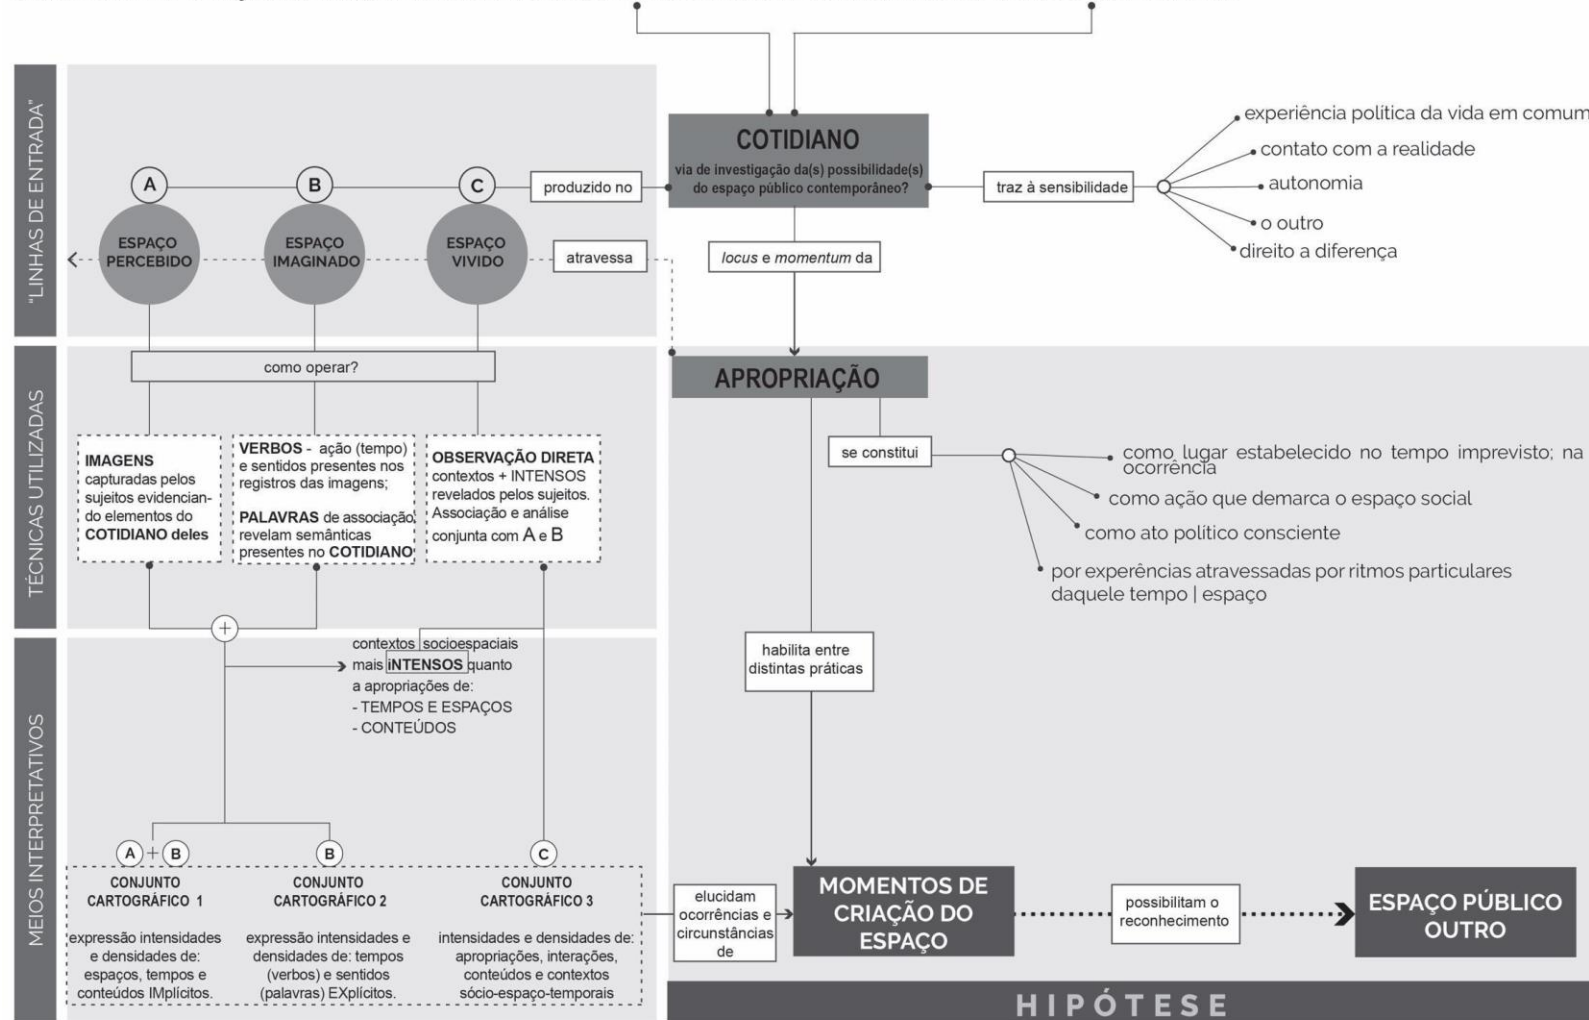 "LINHAS DE ENTRADA"
A
B
C
ESPAÇO
PERCEBIDO
ESPAÇO
IMAGINADO
ESPAÇO
VIVIDO
produzido no
atravessa
COTIDIANO
via de investigação da(s) possibilidade(s)
do espaço público contemporâneo?
traz à sensibilidade
experiência política da vida em comum
contato com a realidade
autonomia
o outro
direito a diferença
locus e momentum da
TÉCNICAS UTILIZADAS
como operar?
IMAGENS
capturadas pelos
sujeitos evidencian-
do elementos do
COTIDIANO deles
VERBOS - ação (tempo)
e sentidos presentes nos
registros das imagens;
PALAVRAS de associação
revelam semânticas
presentes no COTIDIANO
OBSERVAÇÃO DIRETA
contextos + INTENSOS
revelados pelos sujeitos.
Associação e análise
conjunta com A e B
APROPRIAÇÃO
se constitui
como lugar estabelecido no tempo imprevisto; na
ocorrência
como ação que demarca o espaço social
como ato político consciente
por experências atravessadas por ritmos particulares
daquele tempo | espaço
habilita entre
distintas práticas
MEIOS INTERPRETATIVOS
+
contextos socioespaciais
mais iNTENSOS quanto
a apropriações de:
- TEMPOS E ESPAÇOS
- CONTEÚDOS
A + B
CONJUNTO
CARTOGRÁFICO 1
expressão intensidades
e densidades de:
espaços, tempos e
conteúdos IMplícitos.
B
CONJUNTO
CARTOGRÁFICO 2
expressão intensidades e
densidades de: tempos
(verbos) e sentidos
(palavras) EXplícitos.
C
CONJUNTO
CARTOGRÁFICO 3
intensidades e densidades de:
apropriações, interações,
conteúdos e contextos
sócio-espaço-temporais
elucidam
ocorrências e
circunstâncias
de
MOMENTOS DE
CRIAÇÃO DO
ESPAÇO
possibilitam o
reconhecimento
ESPAÇO PÚBLICO
OUTRO
HIPÓTESE